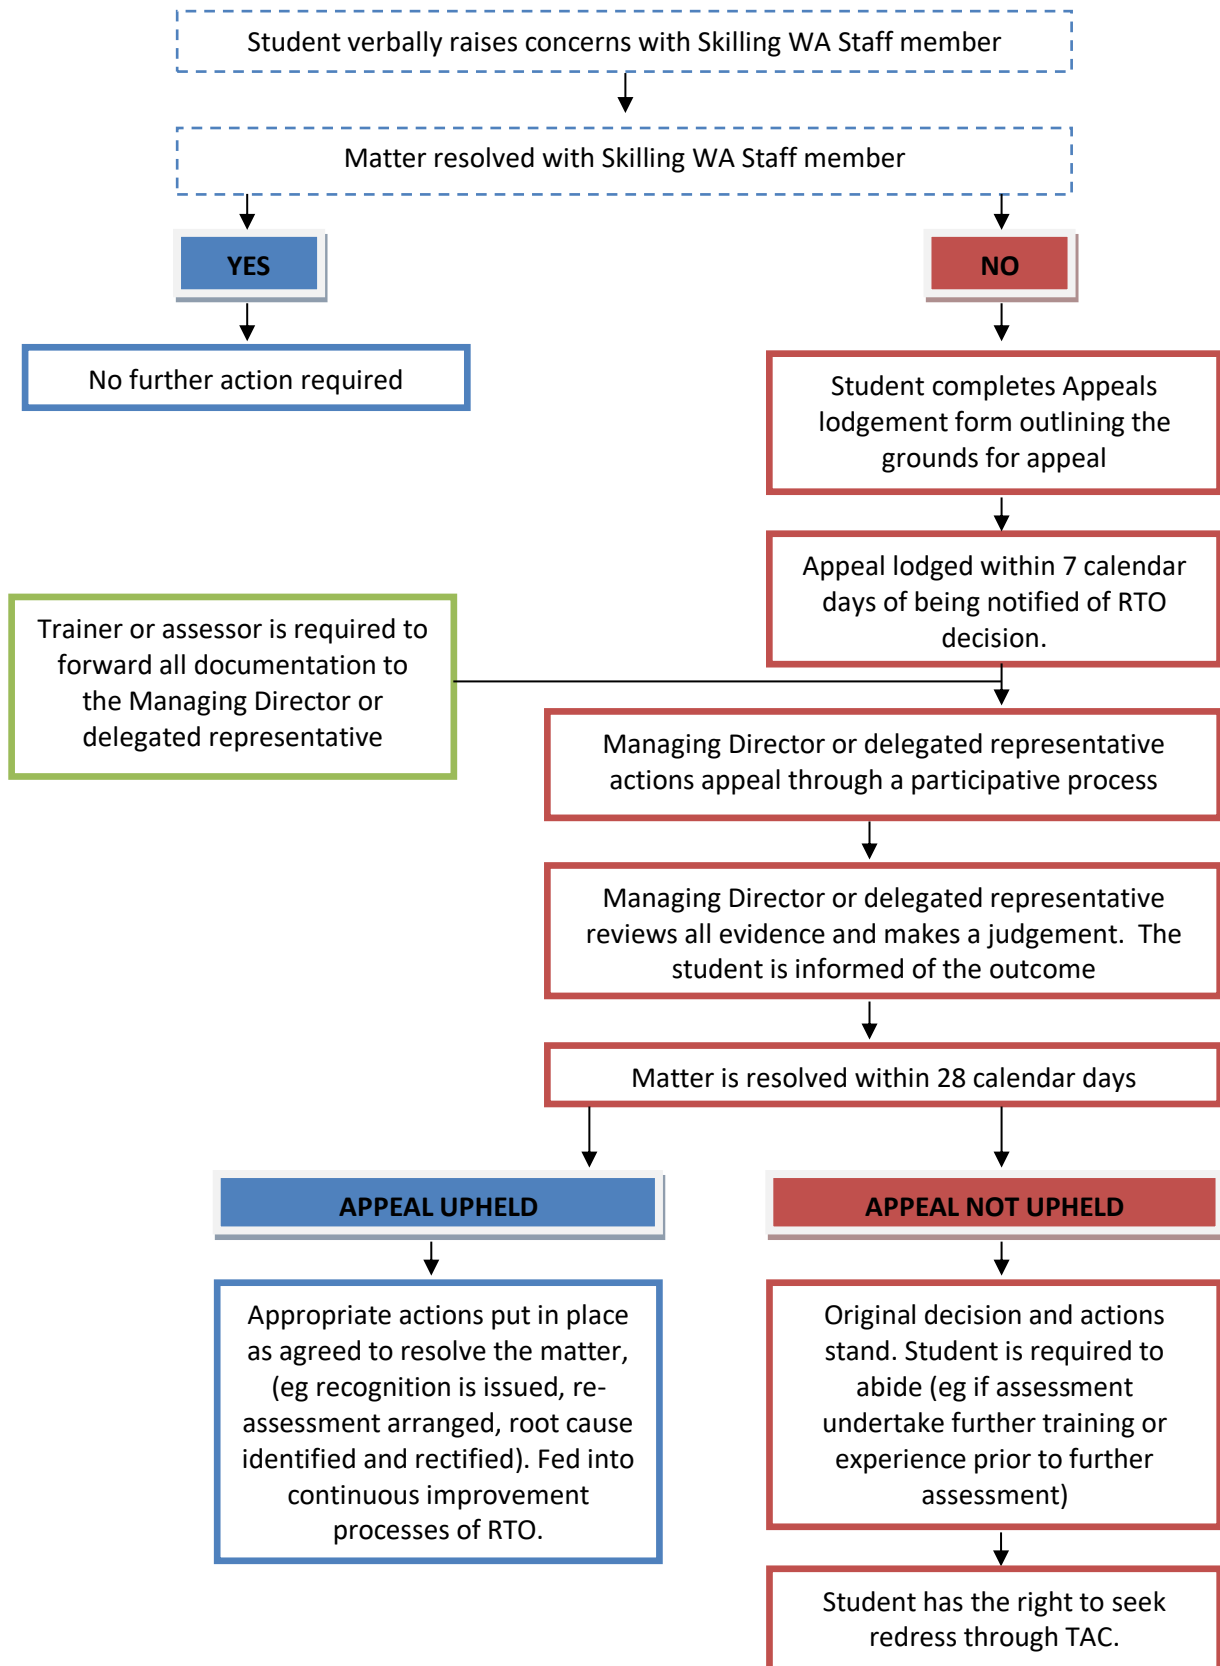 Student verbally raises concerns with Skilling WA Staff member
Matter resolved with Skilling WA Staff member
YES
NO
No further action required
Student completes Appeals
lodgement form outlining the
grounds for appeal
Appeal lodged within 7 calendar
days of being notified of RTO
decision.
Trainer or assessor is required to
forward all documentation to
the Managing Director or
delegated representative
Managing Director or delegated representative
actions appeal through a participative process
Managing Director or delegated representative
reviews all evidence and makes a judgement.  The
student is informed of the outcome
Matter is resolved within 28 calendar days
APPEAL UPHELD
APPEAL NOT UPHELD
Appropriate actions put in place
as agreed to resolve the matter,
(eg recognition is issued, re-
assessment arranged, root cause
identified and rectified). Fed into
continuous improvement
processes of RTO.
Original decision and actions
stand. Student is required to
abide (eg if assessment
undertake further training or
experience prior to further
assessment)
Student has the right to seek
redress through TAC.